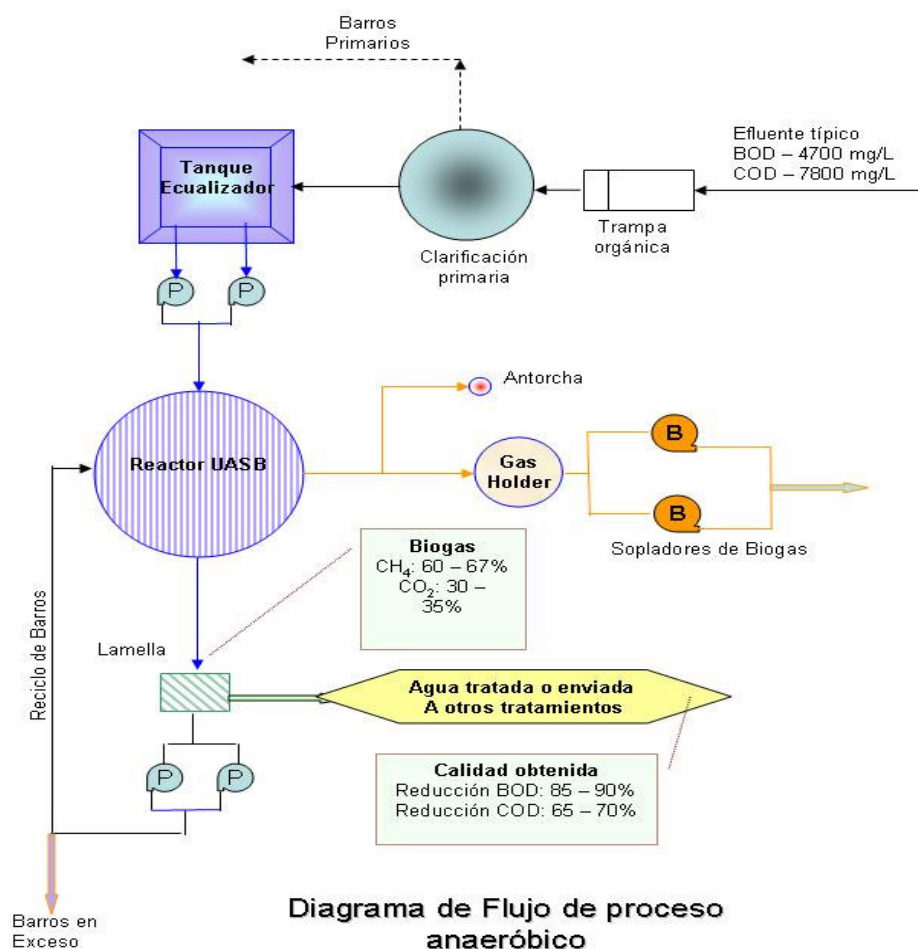 Barros
Primarios
Efluente típico
BOD – 4700 mg/L
COD – 7800 mg/L
Tanque
Ecualizador
Trampa
orgánica
Clarificación
primaria
P
P
Antorcha
Reactor UASB
Gas
Holder
B
B
Sopladores de Biogas
Biogas
CH₄: 60 – 67%
CO₂: 30 –
35%
Reciclo de Barros
Lamella
Agua tratada o enviada
A otros tratamientos
P
P
Calidad obtenida
Reducción BOD: 85 – 90%
Reducción COD: 65 – 70%
Barros en
Exceso
Diagrama de Flujo de proceso
anaeróbico